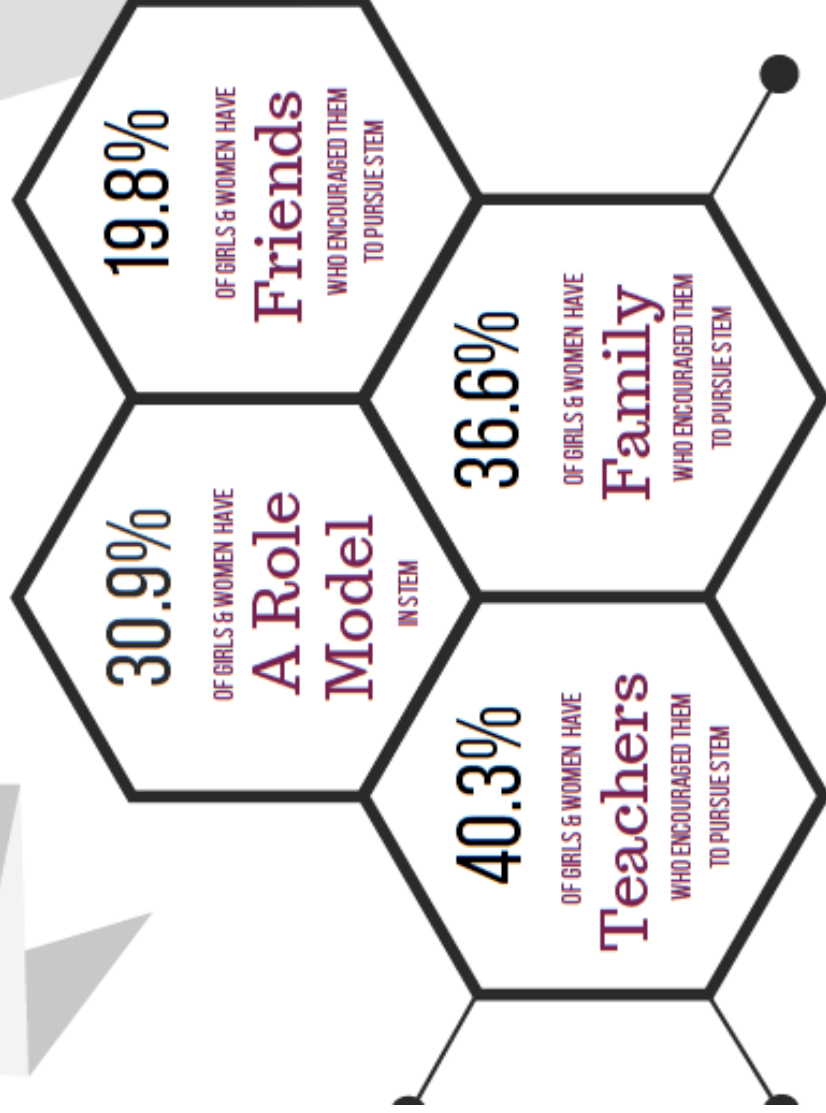 30.9%
OF GIRLS & WOMEN HAVE
A Role
Model
IN STEM
19.8%
OF GIRLS & WOMEN HAVE
Friends
WHO ENCOURAGED THEM
TO PURSUE STEM
40.3%
OF GIRLS & WOMEN HAVE
Teachers
WHO ENCOURAGED THEM
TO PURSUE STEM
36.6%
OF GIRLS & WOMEN HAVE
Family
WHO ENCOURAGED THEM
TO PURSUE STEM